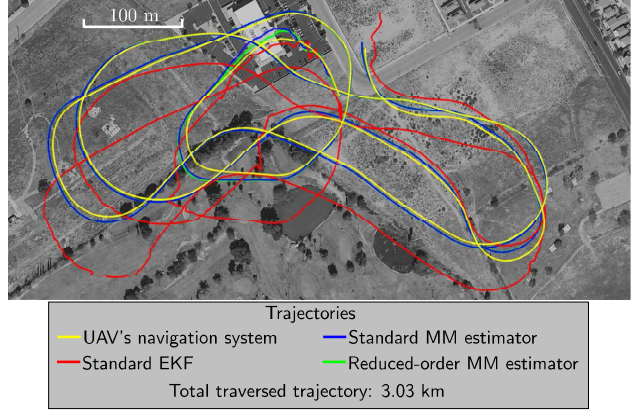 100 m
Trajectories
UAV's navigation system
Standard MM estimator
Standard EKF
Reduced-order MM estimator
Total traversed trajectory: 3.03 km